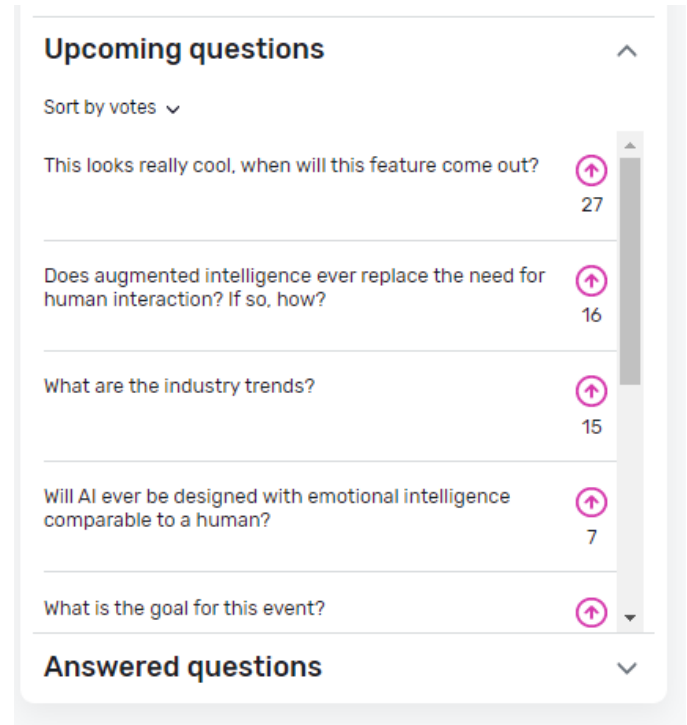 Upcoming questions
Sort by votes
This looks really cool, when will this feature come out?
27
Does augmented intelligence ever replace the need for
human interaction? If so, how?
16
What are the industry trends?
15
Will AI ever be designed with emotional intelligence
comparable to a human?
7
What is the goal for this event?
Answered questions